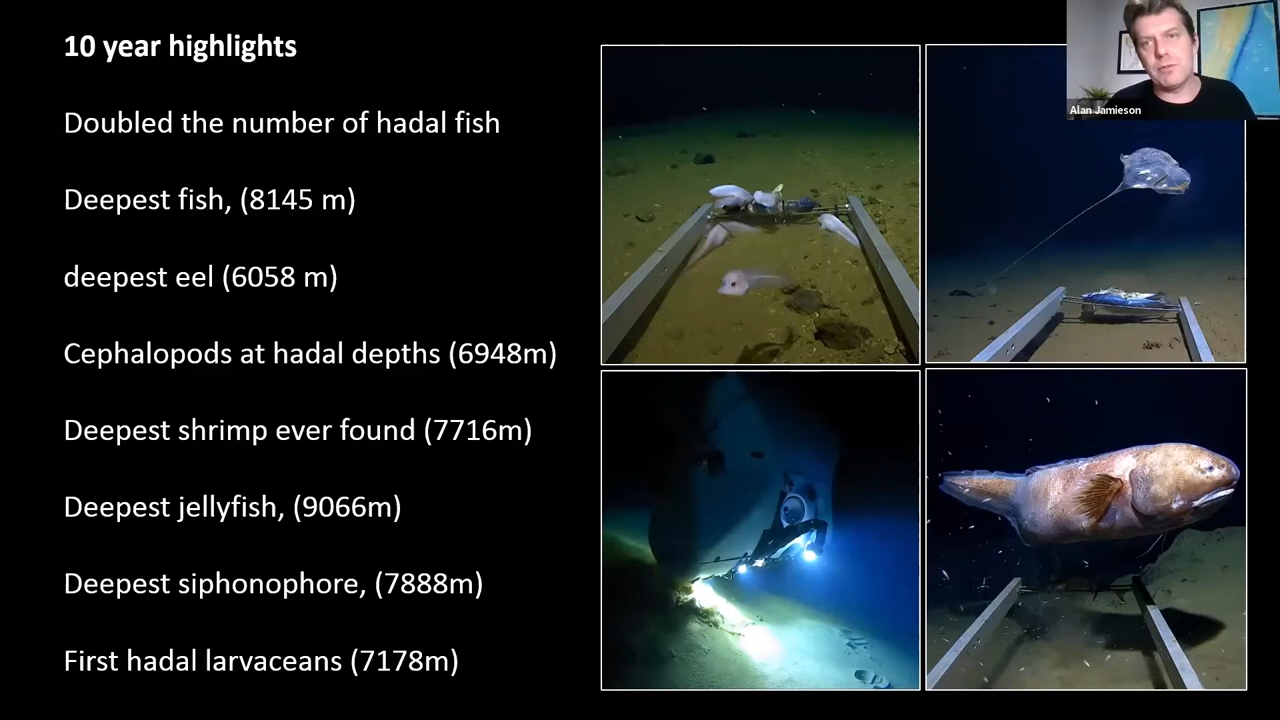 10 year highlights
Alan Jamieson
Doubled the number of hadal fish
Deepest fish, (8145 m)
deepest eel (6058 m)
Cephalopods at hadal depths (6948m)
Deepest shrimp ever found (7716m)
Deepest jellyfish, (9066m)
Deepest siphonophore, (7888m)
First hadal larvaceans (7178m)